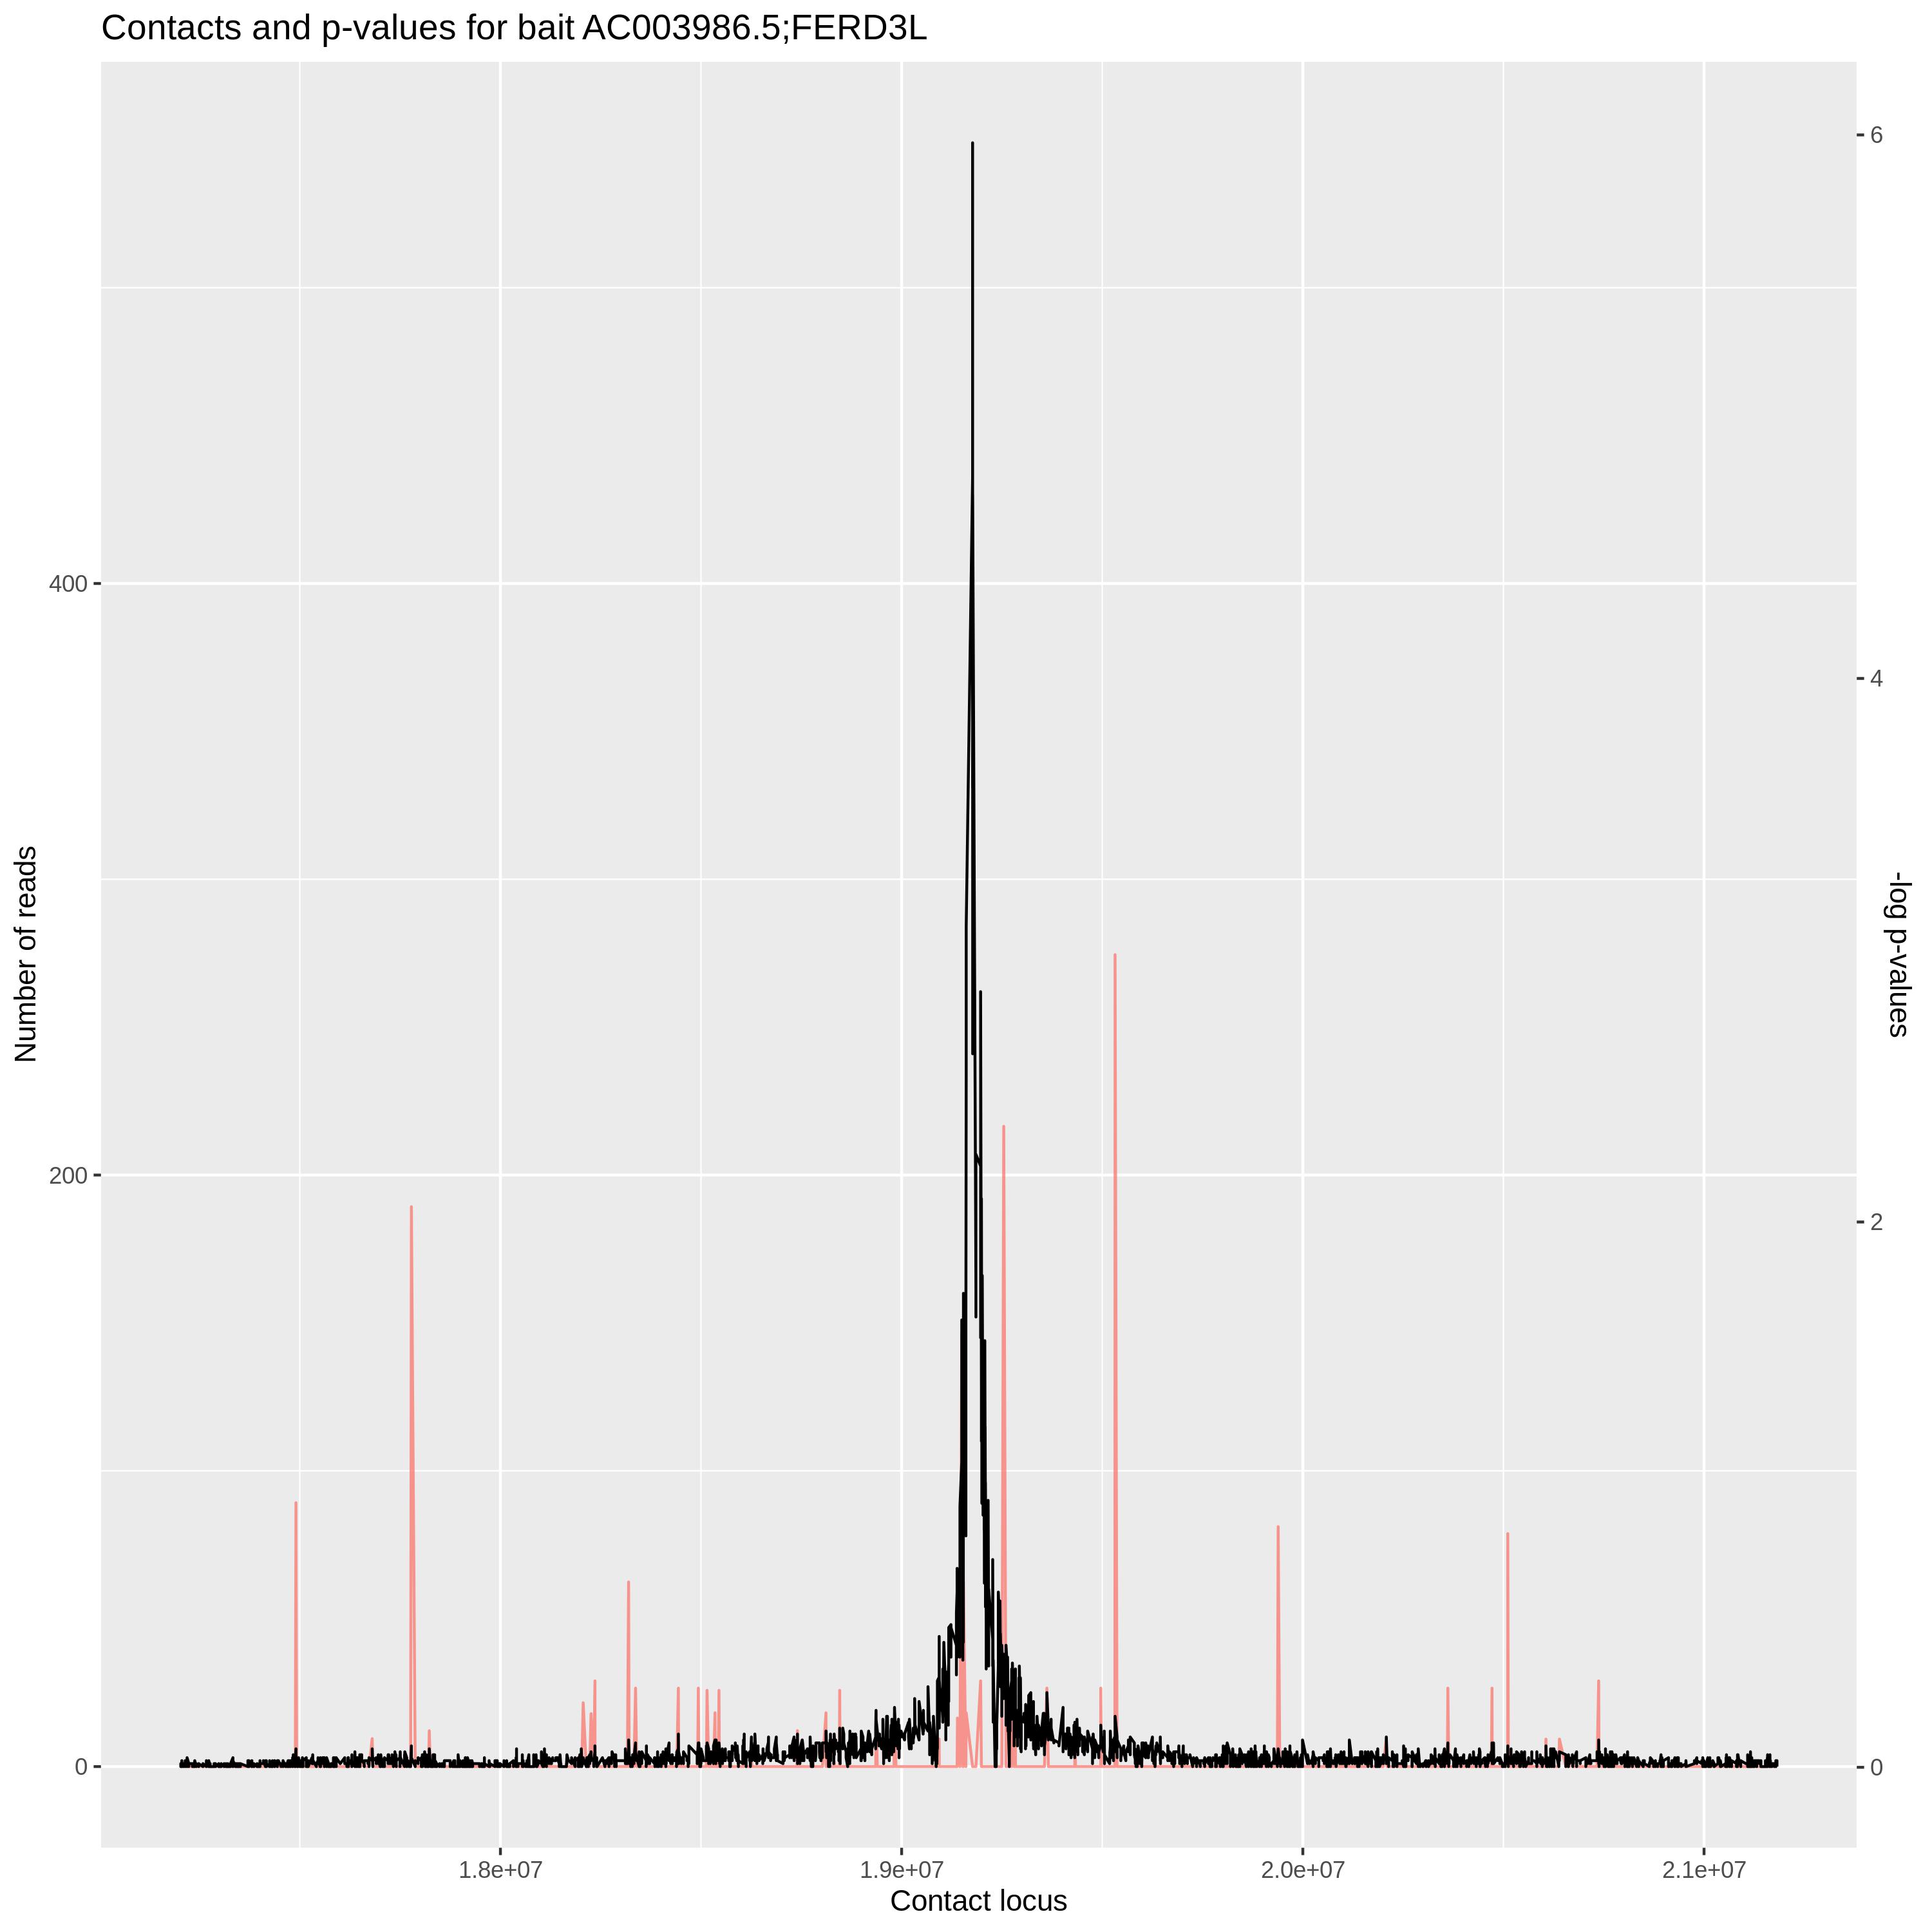 Contacts and p-values for bait AC003986.5;FERD3L
6
400
4
Number of reads
-log p-values
200
2
0
0
1.8e+07
1.9e+07
2.0e+07
2.1e+07
Contact locus